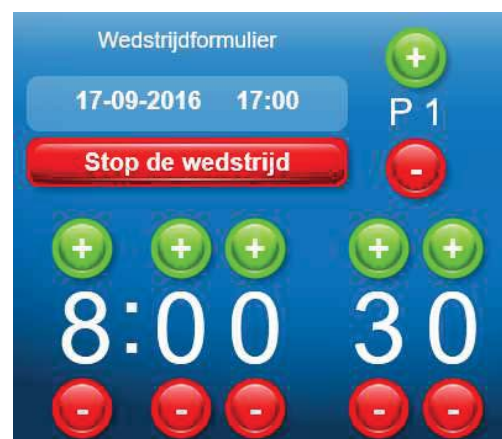 Wedstrijdformulier
+
17-09-2016 17:00
P 1
Stop de wedstrijd
-
+ + + + +
8:00 30
- - - - -